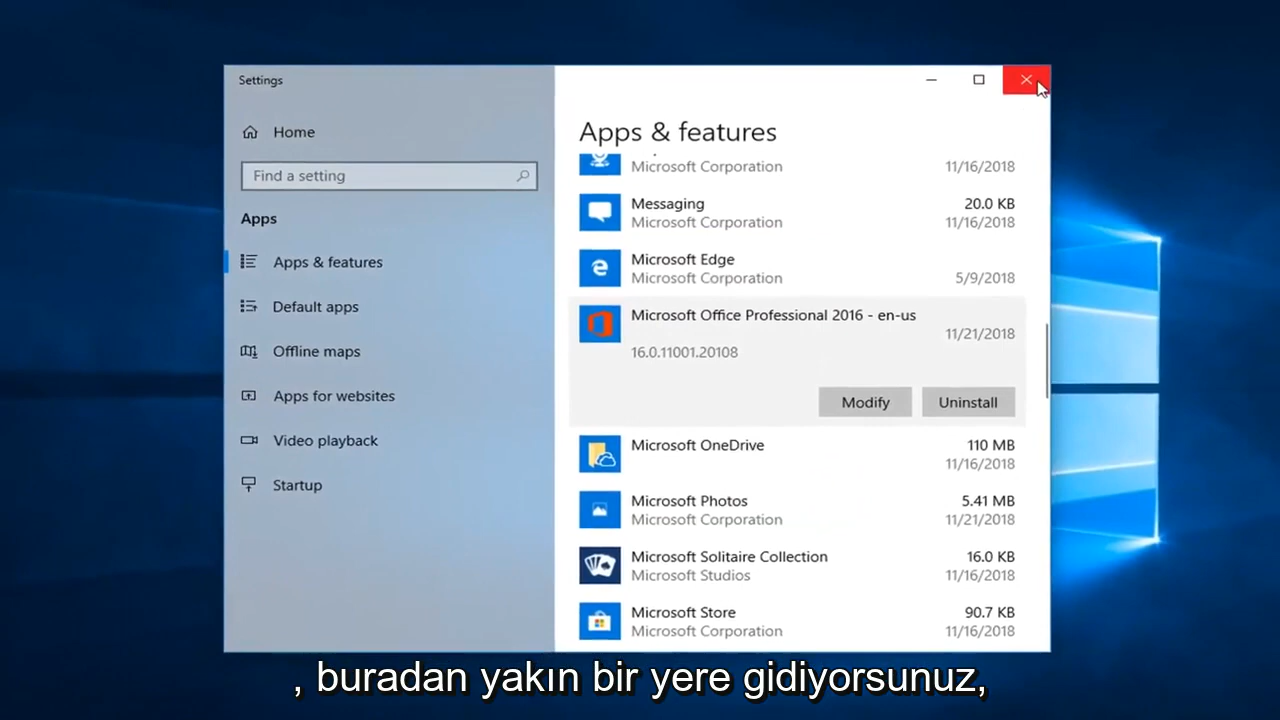 Settings
Home
Find a setting
Apps
Apps & features
Default apps
Offline maps
Apps for websites
Video playback
Startup
Apps & features
Microsoft Corporation 11/16/2018
Messaging 20.0 KB
Microsoft Corporation 11/16/2018
Microsoft Edge
Microsoft Corporation 5/9/2018
Microsoft Office Professional 2016 - en-us
11/21/2018
16.0.11001.20108
Modify Uninstall
Microsoft OneDrive 110 MB
11/16/2018
Microsoft Photos 5.41 MB
Microsoft Corporation 11/21/2018
Microsoft Solitaire Collection 16.0 KB
Microsoft Studios 11/16/2018
Microsoft Store 90.7 KB
Microsoft Corporation 11/16/2018
, buradan yakın bir yere gidiyorsunuz,